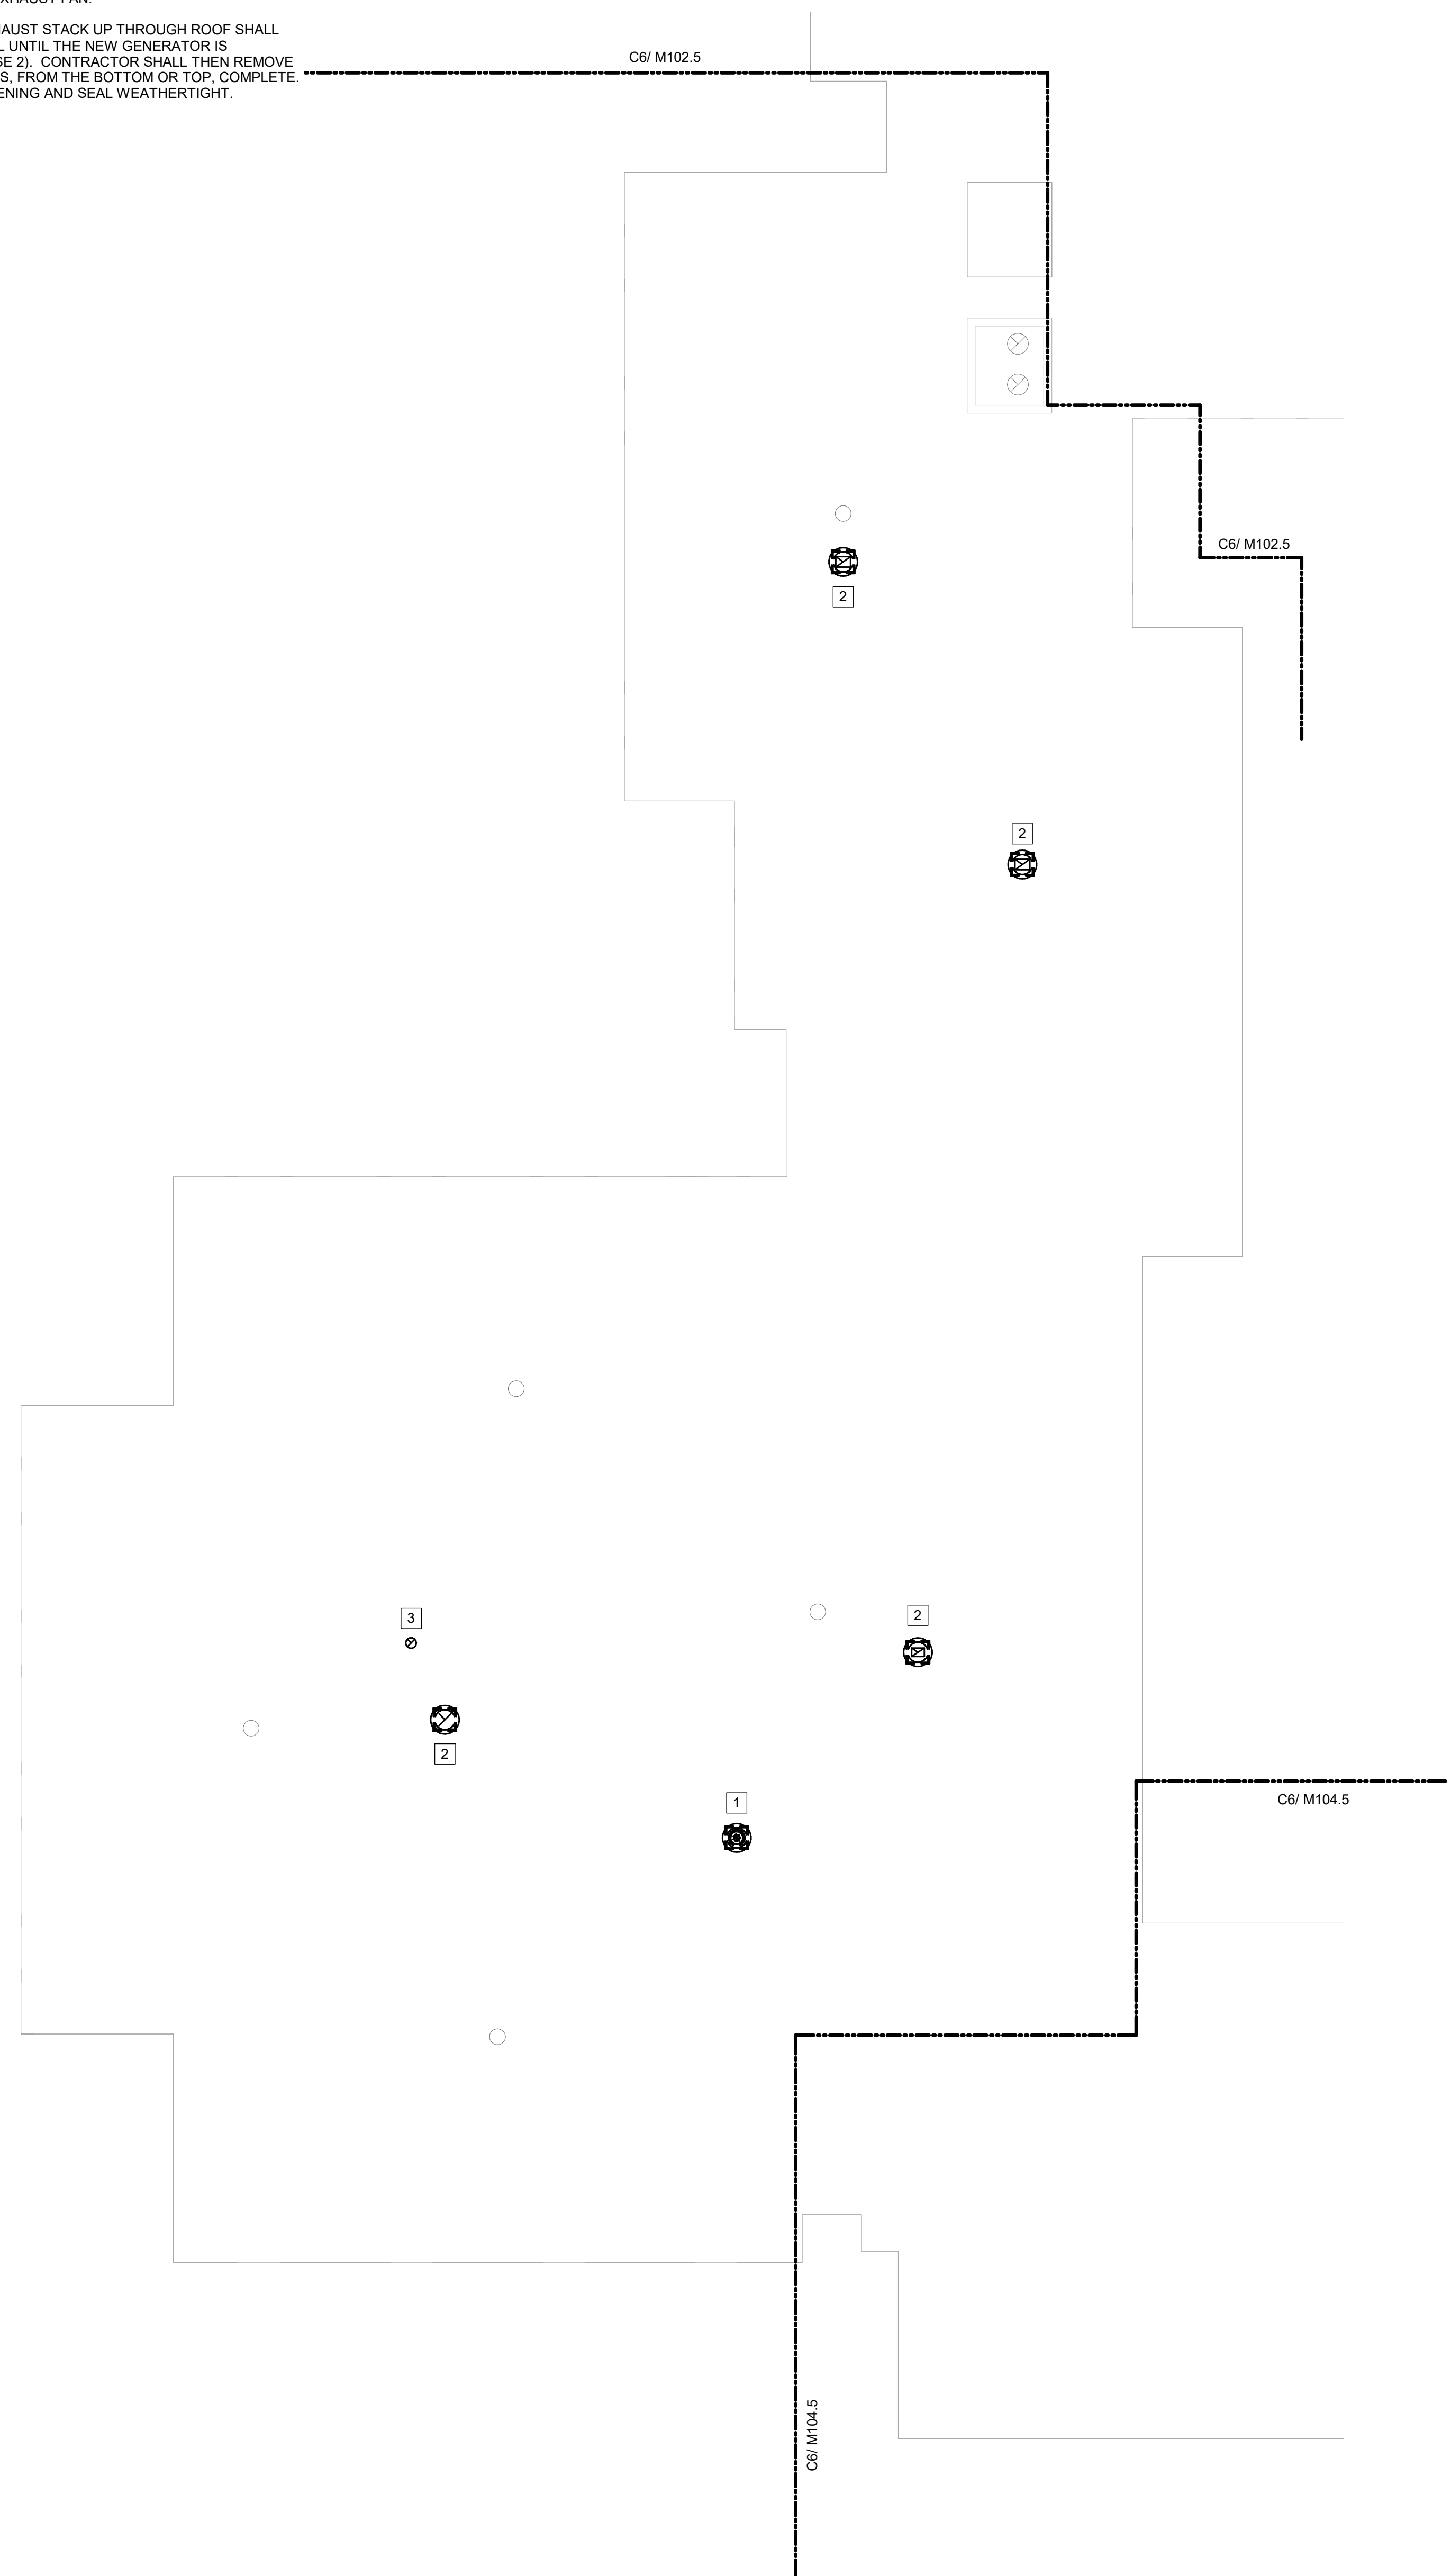 AUST STACK UP THROUGH ROOF SHALL
UNTIL THE NEW GENERATOR IS
2). CONTRACTOR SHALL THEN REMOVE
FROM THE BOTTOM OR TOP, COMPLETE.
AND SEAL WEATHERTIGHT.
C6/ M102.5
C6/ M102.5
2
2
3
2
2
1
C6/ M104.5
C6/ M104.5